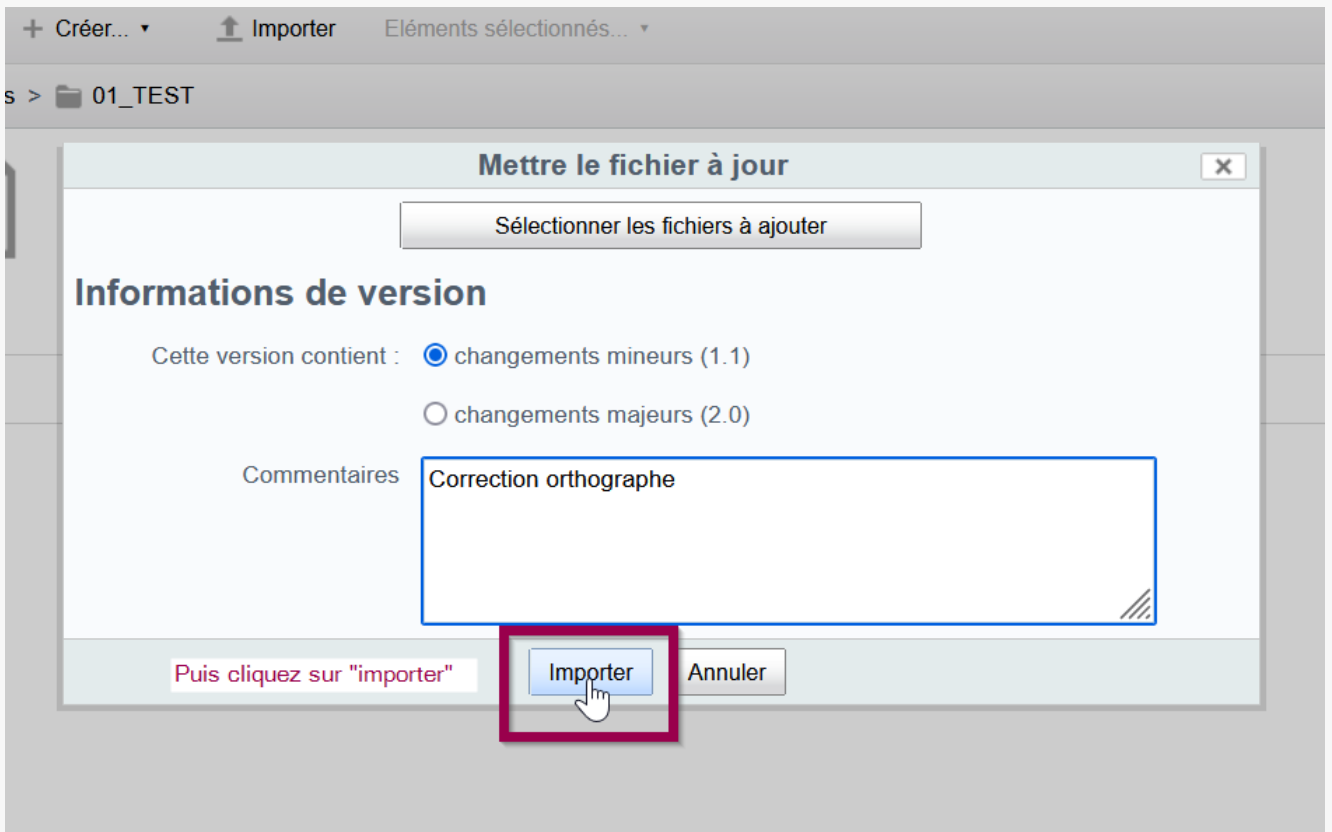 + Créer... ▾ Importer Eléments sélectionnés... ▾
s > 01_TEST
Mettre le fichier à jour
Sélectionner les fichiers à ajouter
Informations de version
Cette version contient : changements mineurs (1.1)
changements majeurs (2.0)
Commentaires Correction orthographe
Puis cliquez sur "importer" Importer Annuler